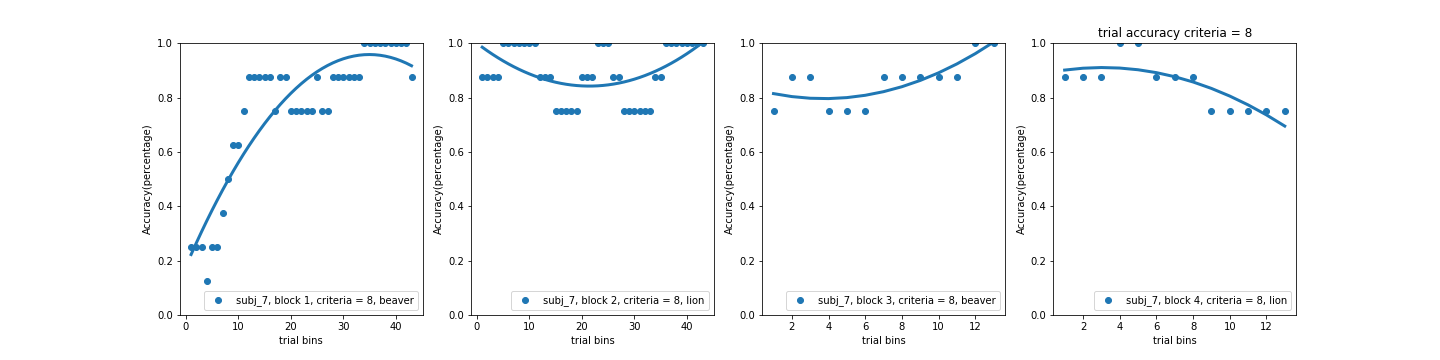 trial accuracy criteria = 8
1.0
0.8
0.6
0.4
0.2
0.0
Accuracy(percentage)
subj_7, block 1, criteria = 8, beaver
0 10 20 30 40
trial bins
1.0
0.8
0.6
0.4
0.2
0.0
Accuracy(percentage)
subj_7, block 2, criteria = 8, lion
0 10 20 30 40
trial bins
1.0
0.8
0.6
0.4
0.2
0.0
Accuracy(percentage)
subj_7, block 3, criteria = 8, beaver
2 4 6 8 10 12
trial bins
1.0
0.8
0.6
0.4
0.2
0.0
Accuracy(percentage)
subj_7, block 4, criteria = 8, lion
2 4 6 8 10 12
trial bins